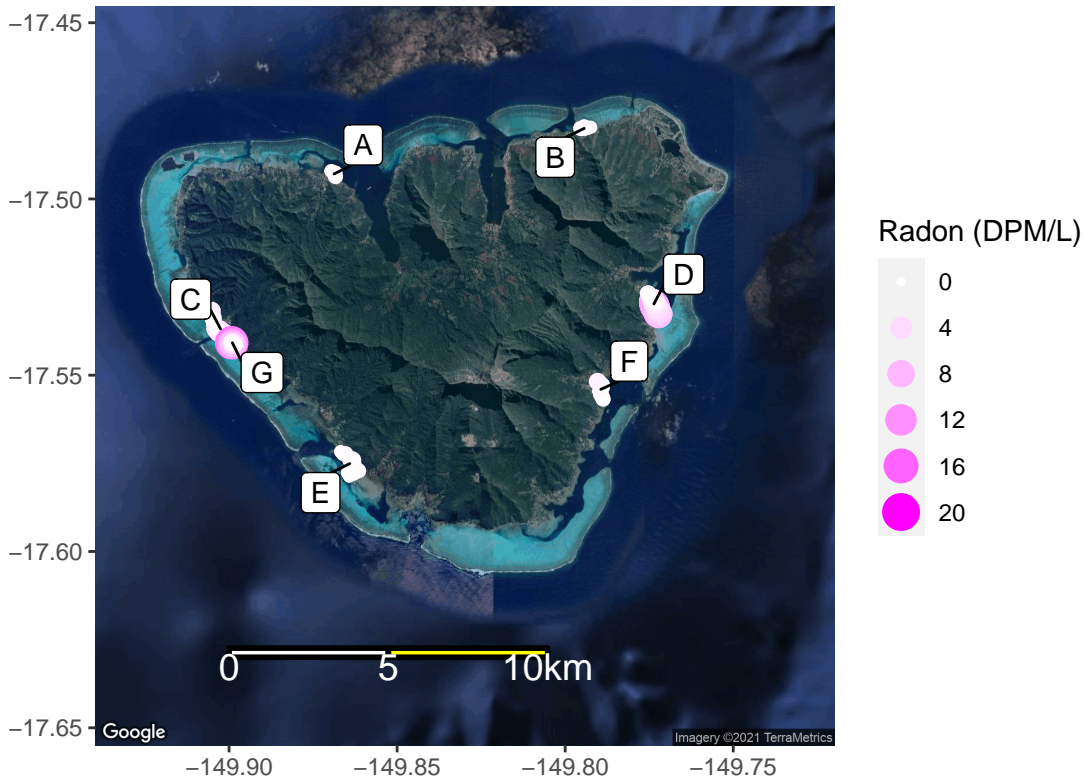 −17.45
−17.50
−17.55
−17.60
−17.65
A
B
C
D
G
F
E
0 5 10km
Google
Imagery ©2021 TerraMetrics
−149.90 −149.85 −149.80 −149.75
Radon (DPM/L)
0
4
8
12
16
20